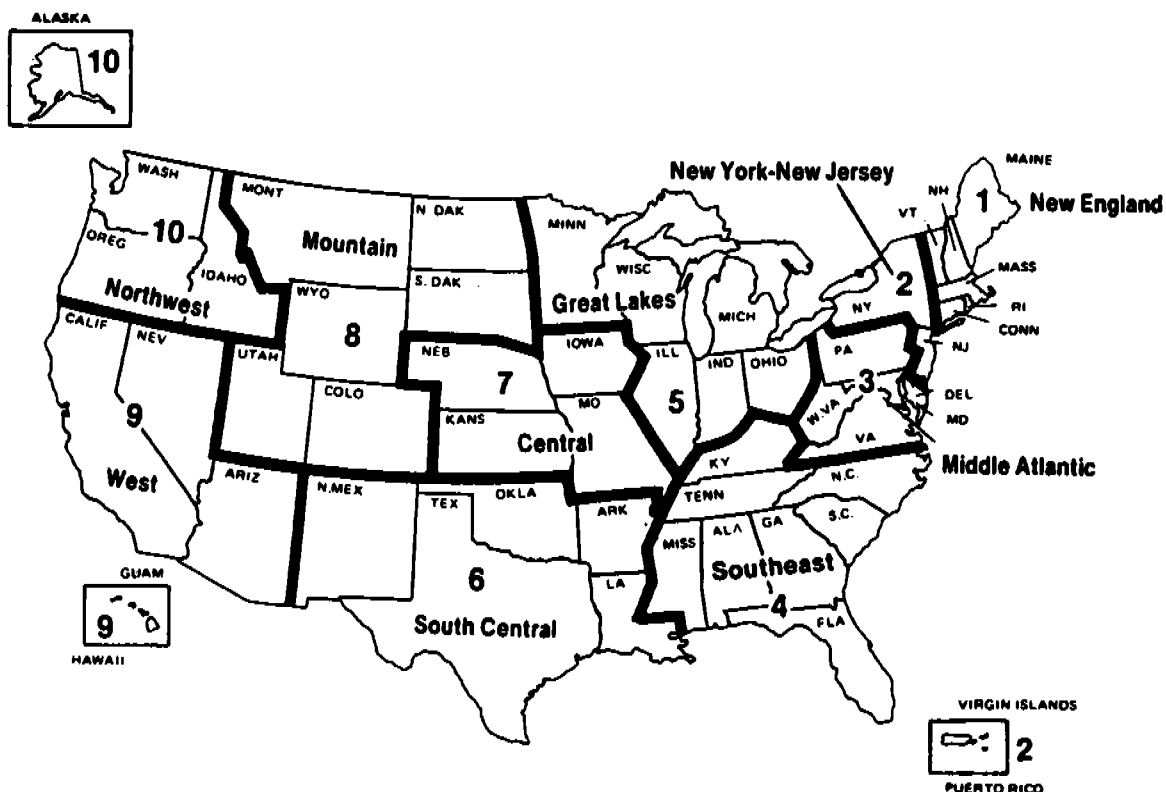 ALASKA
10
WASH
10
OREG
IDAHO
Northwest
MONT
Mountain
N DAK
S. DAK
WYO
8
UTAH
COLO
CALIF
NEV
9
West
ARIZ
GUAM
9
HAWAII
NEB
7
KANS
Central
IOWA
MO
N.MEX
TEX
OKLA
ARK
LA
6
South Central
MINN
WISC
Great Lakes
MICH
ILL
IND
OHIO
5
New York-New Jersey
2
NY
NJ
MAINE
NH
VT
1
New England
MASS
RI
CONN
PA
3
W.VA
VA
DEL
MD
Middle Atlantic
KY
TENN
N.C.
S.C.
MISS
ALA
GA
Southeast
4
FLA
VIRGIN ISLANDS
2
PUERTO RICO